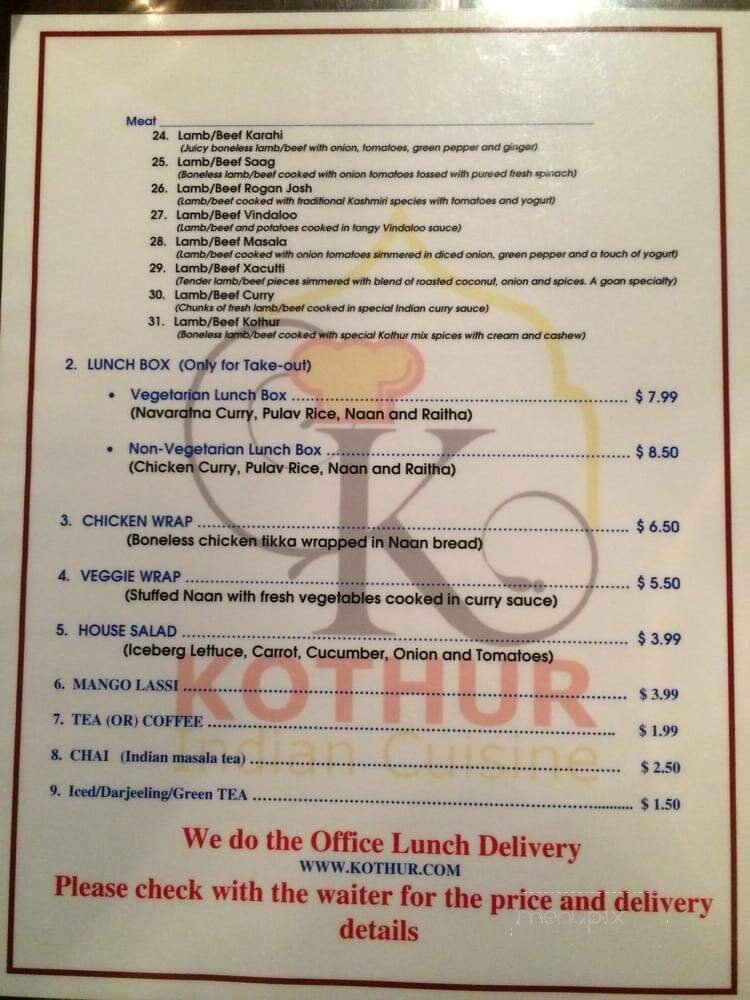 Meat
24. Lamb/Beef Karahi
(Juicy boneless lamb/beef with onion, tomatoes, green pepper and ginger)
25. Lamb/Beef Saag
(Boneless lamb/beef cooked with onion tomatoes tossed with pureed fresh spinach)
26. Lamb/Beef Rogan Josh
(Lamb/beef cooked with traditional Kashmiri species with tomatoes and yogurt)
27. Lamb/Beef Vindaloo
(Lamb/beef and potatoes cooked in tangy Vindaloo sauce)
28. Lamb/Beef Masala
(Lamb/beef cooked with onion tomatoes simmered in diced onion, green pepper and a touch of yogurt)
29. Lamb/Beef Xacutti
(Tender lamb/beef pieces simmered with blend of roasted coconut, onion and spices. A goan specialty)
30. Lamb/Beef Curry
(Chunks of fresh lamb/beef cooked in special Indian curry sauce)
31. Lamb/Beef Kothur
(Boneless lamb/beef cooked with special Kothur mix spices with cream and cashew)
2. LUNCH BOX (Only for Take-out)
• Vegetarian Lunch Box ........ $ 7.99
(Navaratna Curry, Pulav Rice, Naan and Raitha)
• Non-Vegetarian Lunch Box ........ $ 8.50
(Chicken Curry, Pulav Rice, Naan and Raitha)
3. CHICKEN WRAP ........ $ 6.50
(Boneless chicken tikka wrapped in Naan bread)
4. VEGGIE WRAP ........ $ 5.50
(Stuffed Naan with fresh vegetables cooked in curry sauce)
5. HOUSE SALAD ........ $ 3.99
(Iceberg Lettuce, Carrot, Cucumber, Onion and Tomatoes)
6. MANGO LASSI ........ $ 3.99
KOTHUR
7. TEA (OR) COFFEE ........ $ 1.99
Indian Cuisine
8. CHAI (Indian masala tea) ........ $ 2.50
9. Iced/Darjeeling/Green TEA ........ $ 1.50
We do the Office Lunch Delivery
WWW.KOTHUR.COM
Please check with the waiter for the price and delivery
details
menupix